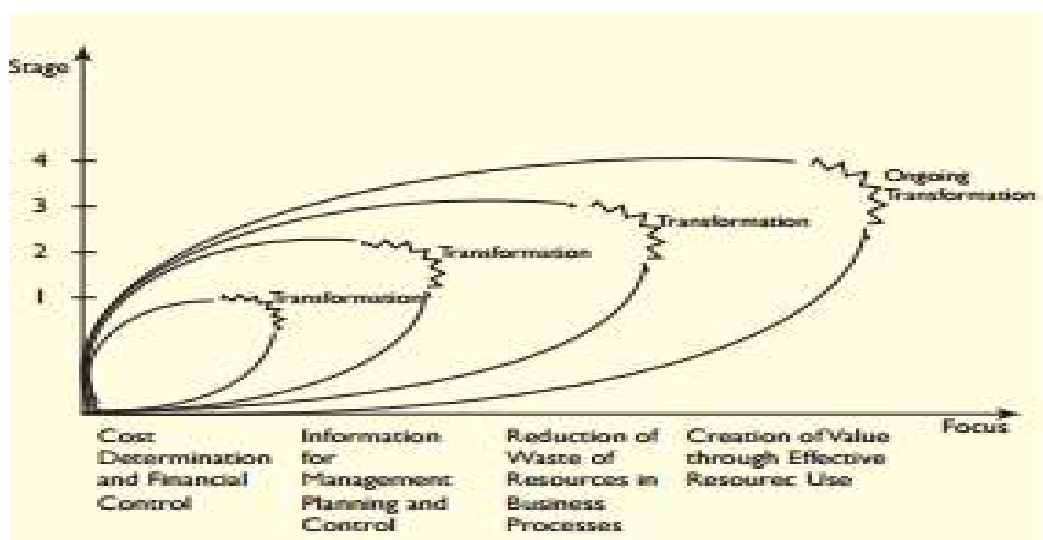 Stage
4
3
2
1
Ongoing
Transformation
Transformation
Transformation
Transformation
Focus
Cost
Determination
and Financial
Control
Information
for
Management
Planning and
Control
Reduction of
Waste of
Resources in
Business
Processes
Creation of Value
through Effective
Resourec Use